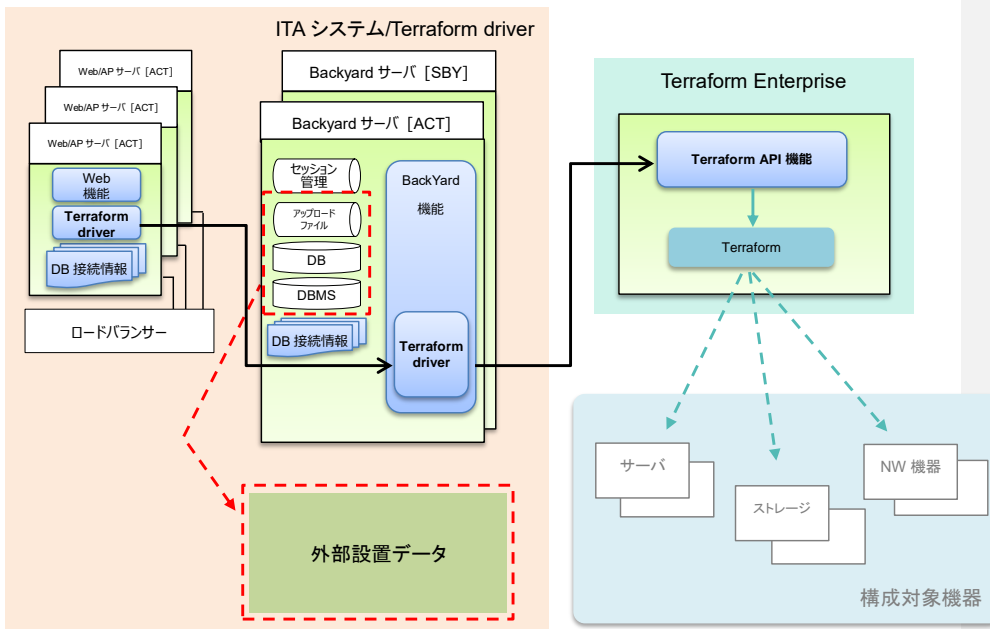 ITA システム/Terraform driver
Web/AP サーバ [ACT]
Web/AP サーバ [ACT]
Web/AP サーバ [ACT]
Web
機能
Terraform
driver
DB 接続情報
ロードバランサー
Backyard サーバ [SBY]
Backyard サーバ [ACT]
セッション
管理
アップロード
ファイル
DB
DBMS
DB 接続情報
BackYard
機能
Terraform
driver
外部設置データ
Terraform Enterprise
Terraform API 機能
Terraform
サーバ
ストレージ
NW 機器
構成対象機器